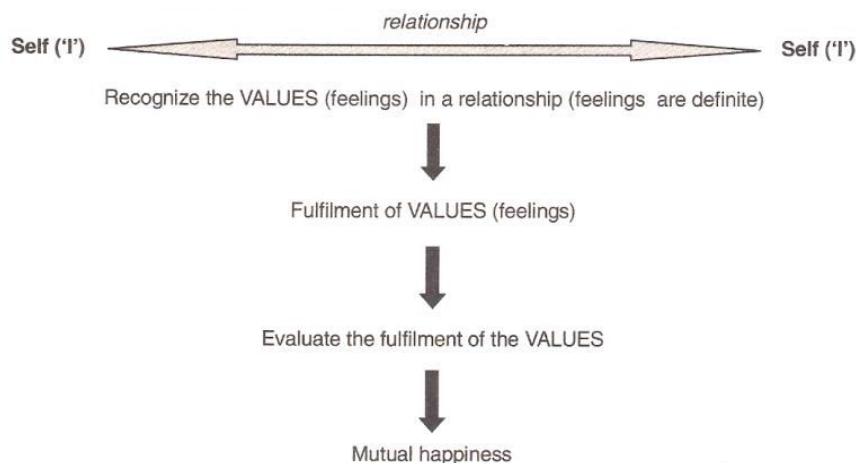 relationship
Self ('I') Self ('I')
Recognize the VALUES (feelings) in a relationship (feelings are definite)
Fulfilment of VALUES (feelings)
Evaluate the fulfilment of the VALUES
Mutual happiness